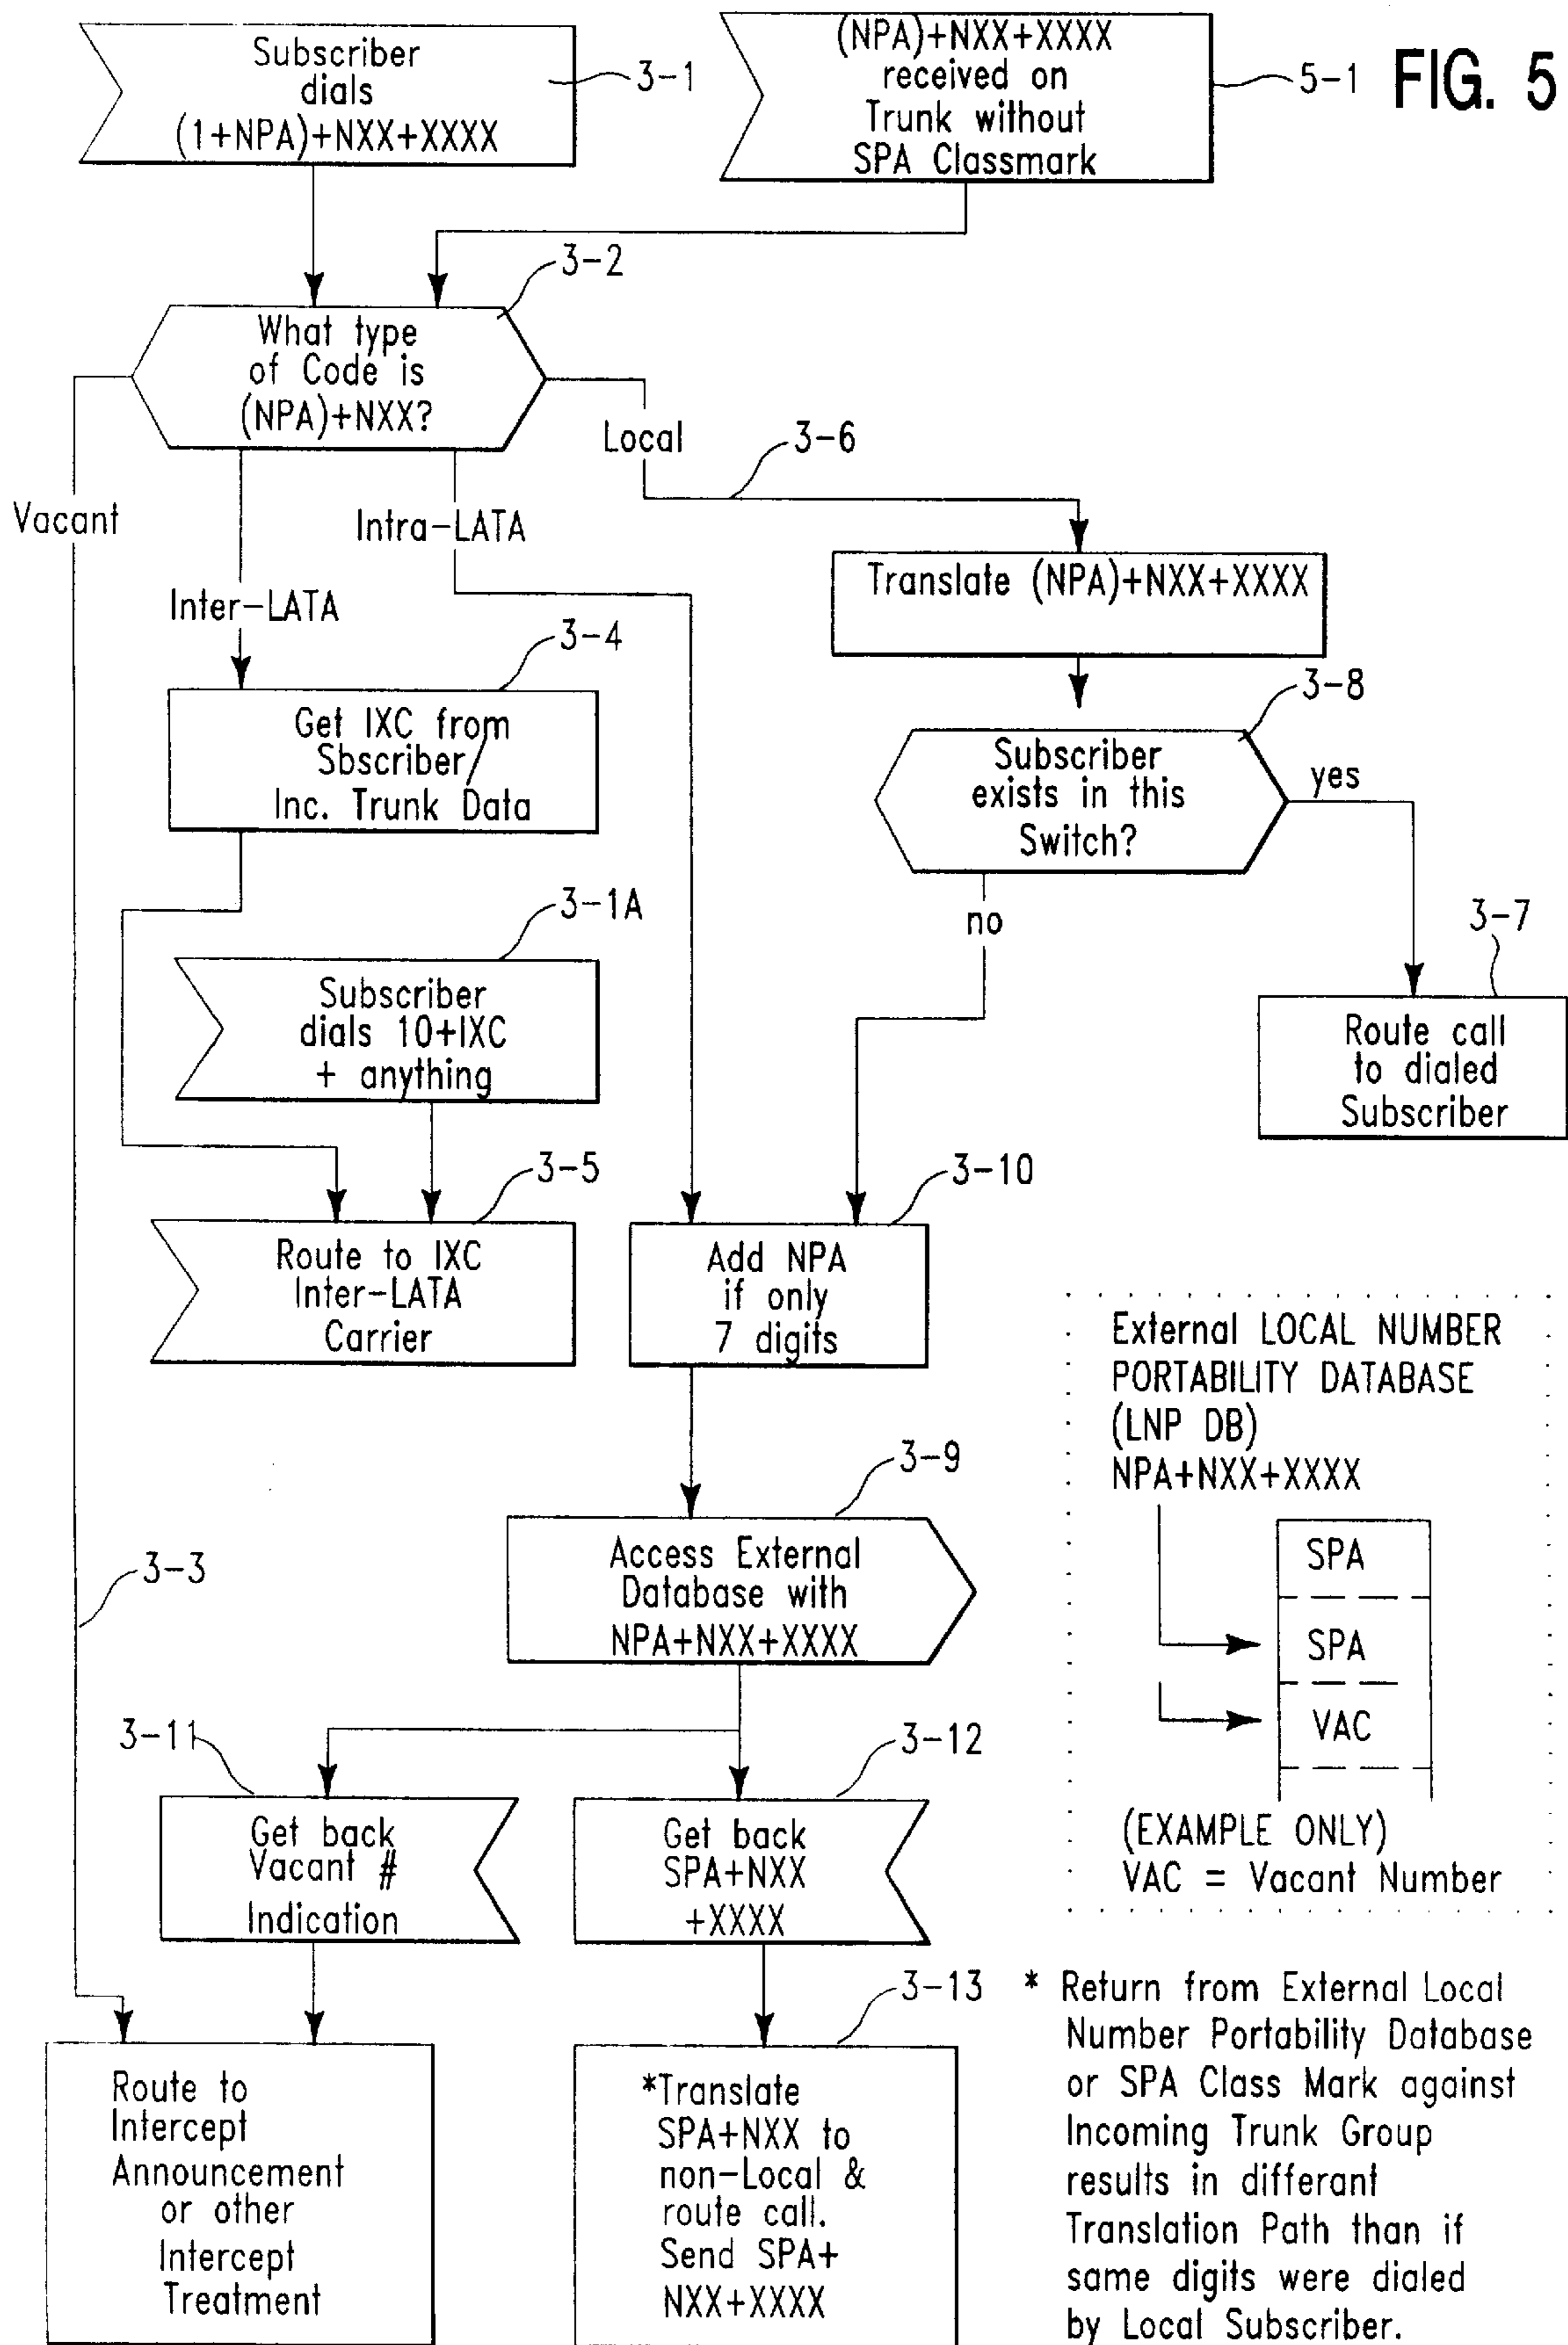 Subscriber
dials
(1+NPA)+NXX+XXXX
3-1
(NPA)+NXX+XXXX
received on
Trunk without
SPA Classmark
5-1
FIG. 5
3-2
What type
of Code is
(NPA)+NXX?
Vacant
Inter-LATA
Intra-LATA
Local
3-6
Translate (NPA)+NXX+XXXX
3-4
Get IXC from
Sbscriber/
Inc. Trunk Data
3-8
Subscriber
exists in this
Switch?
yes
no
3-1A
Subscriber
dials 10+IXC
+ anything
3-7
Route call
to dialed
Subscriber
3-5
Route to IXC
Inter-LATA
Carrier
3-10
Add NPA
if only
7 digits
External LOCAL NUMBER
PORTABILITY DATABASE
(LNP DB)
NPA+NXX+XXXX
SPA
SPA
VAC
(EXAMPLE ONLY)
VAC = Vacant Number
3-9
Access External
Database with
NPA+NXX+XXXX
3-3
3-11
Get back
Vacant #
Indication
3-12
Get back
SPA+NXX
+XXXX
Route to
Intercept
Announcement
or other
Intercept
Treatment
3-13
*Translate
SPA+NXX to
non-Local &
route call.
Send SPA+
NXX+XXXX
* Return from External Local
Number Portability Database
or SPA Class Mark against
Incoming Trunk Group
results in differant
Translation Path than if
same digits were dialed
by Local Subscriber.